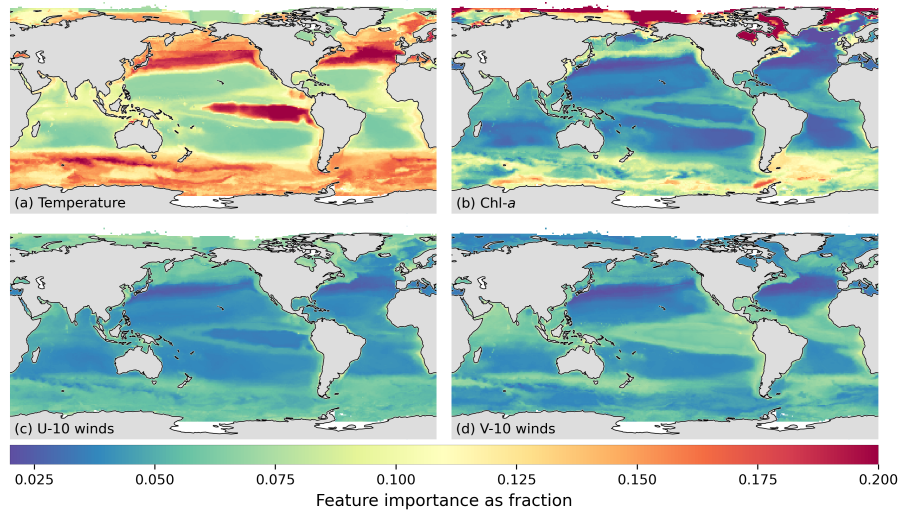 (a) Temperature
(b) Chl-a
(c) U-10 winds
(d) V-10 winds
0.025 0.050 0.075 0.100 0.125 0.150 0.175 0.200
Feature importance as fraction